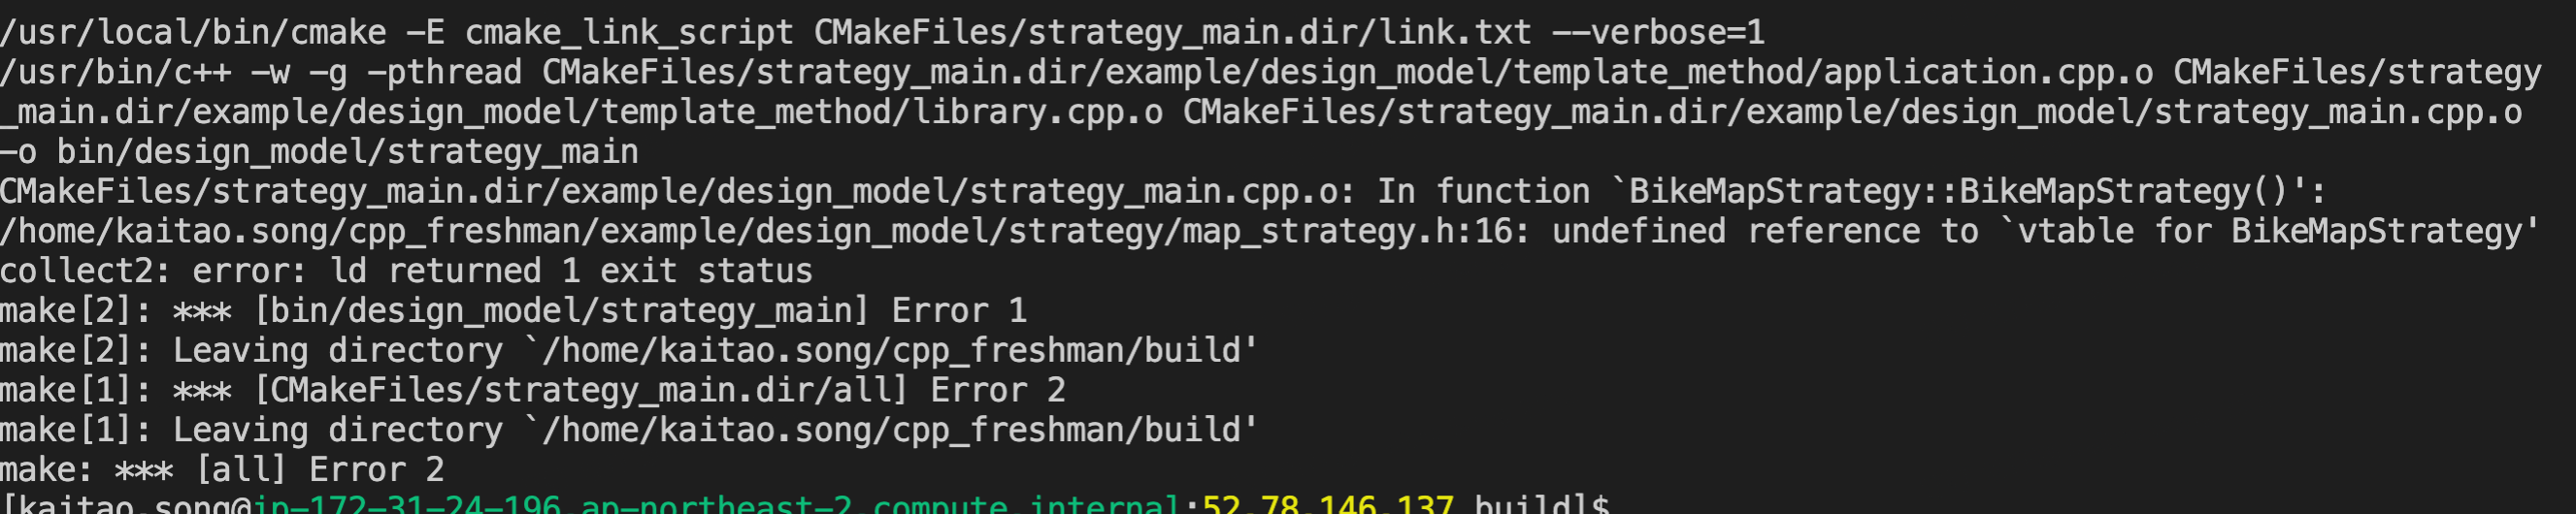 /usr/local/bin/cmake -E cmake_link_script CMakeFiles/strategy_main.dir/link.txt --verbose=1
/usr/bin/c++ -w -g -pthread CMakeFiles/strategy_main.dir/example/design_model/template_method/application.cpp.o CMakeFiles/strategy
_main.dir/example/design_model/template_method/library.cpp.o CMakeFiles/strategy_main.dir/example/design_model/strategy_main.cpp.o
-o bin/design_model/strategy_main
CMakeFiles/strategy_main.dir/example/design_model/strategy_main.cpp.o: In function `BikeMapStrategy::BikeMapStrategy()':
/home/kaitao.song/cpp_freshman/example/design_model/strategy/map_strategy.h:16: undefined reference to `vtable for BikeMapStrategy'
collect2: error: ld returned 1 exit status
make[2]: *** [bin/design_model/strategy_main] Error 1
make[2]: Leaving directory `/home/kaitao.song/cpp_freshman/build'
make[1]: *** [CMakeFiles/strategy_main.dir/all] Error 2
make[1]: Leaving directory `/home/kaitao.song/cpp_freshman/build'
make: *** [all] Error 2
[kaitao.song@ip-172-31-24-196.ap-northeast-2.compute.internal:52.78.146.137 build]$